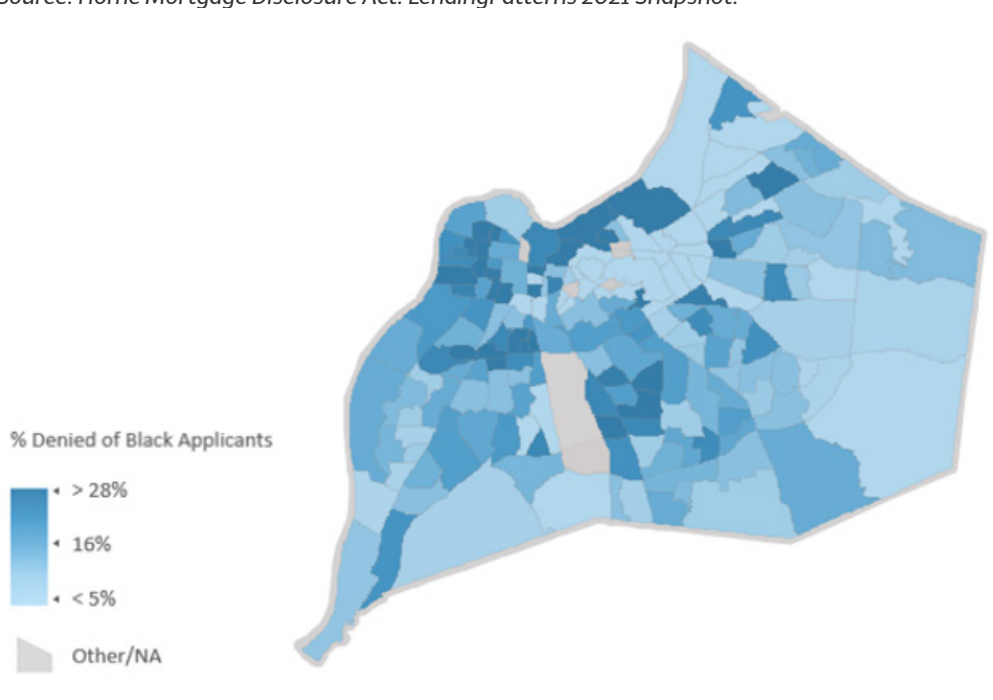 Source: Home Mortgage Disclosure Act. LendingPatterns 2021 Snapshot.
% Denied of Black Applicants
> 28%
16%
< 5%
Other/NA